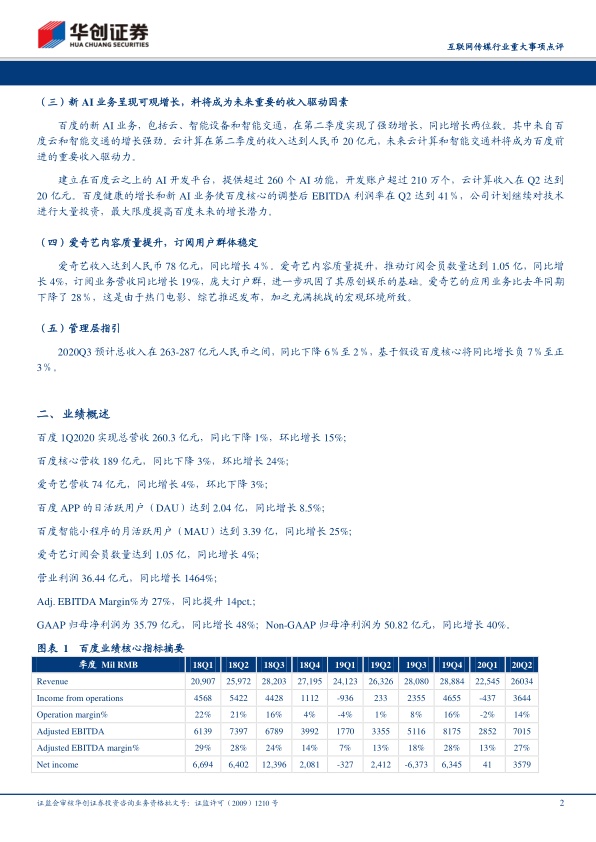 华创证券
HUA CHUANG SECURITIES
互联网传媒行业重大事项点评
（三）新 AI 业务呈现可观增长，料将成为未来重要的收入驱动因素
百度的新 AI 业务，包括云、智能设备和智能交通，在第二季度实现了强劲增长，同比增长两位数。其中来自百
度云和智能交通的增长强劲。云计算在第二季度的收入达到人民币 20 亿元，未来云计算和智能交通料将成为百度前
进的重要收入驱动力。
建立在百度云之上的 AI 开发平台，提供超过 260 个 AI 功能，开发账户超过 210 万个，云计算收入在 Q2 达到
20 亿元。百度健康的增长和新 AI 业务使百度核心的调整后 EBITDA 利润率在 Q2 达到 41%，公司计划继续对技术
进行大量投资，最大限度提高百度未来的增长潜力。
（四）爱奇艺内容质量提升，订阅用户群体稳定
爱奇艺收入达到人民币 78 亿元，同比增长 4%。爱奇艺内容质量提升，推动订阅会员数量达到 1.05 亿，同比增
长 4%，订阅业务营收同比增长 19%，庞大订户群，进一步巩固了其原创娱乐的基础。爱奇艺的应用业务比去年同期
下降了 28%，这是由于热门电影、综艺推迟发布，加之充满挑战的宏观环境所致。
（五）管理层指引
2020Q3 预计总收入在 263-287 亿元人民币之间，同比下降 6%至 2%，基于假设百度核心将同比增长负 7%至正
3%。
二、业绩概述
百度 1Q2020 实现总营收 260.3 亿元，同比下降 1%，环比增长 15%;
百度核心营收 189 亿元，同比下降 3%，环比增长 24%;
爱奇艺营收 74 亿元，同比增长 4%，环比下降 3%;
百度 APP 的日活跃用户（DAU）达到 2.04 亿，同比增长 8.5%;
百度智能小程序的月活跃用户（MAU）达到 3.39 亿，同比增长 25%;
爱奇艺订阅会员数量达到 1.05 亿，同比增长 4%;
营业利润 36.44 亿元，同比增长 1464%;
Adj. EBITDA Margin%为 27%，同比提升 14pct.;
GAAP 归母净利润为 35.79 亿元，同比增长 48%; Non-GAAP 归母净利润为 50.82 亿元，同比增长 40%。
图表 1 百度业绩核心指标摘要
季度 Mil RMB 18Q1 18Q2 18Q3 18Q4 19Q1 19Q2 19Q3 19Q4 20Q1 20Q2
Revenue 20,907 25,972 28,203 27,195 24,123 26,326 28,080 28,884 22,545 26034
Income from operations 4568 5422 4428 1112 -936 233 2355 4655 -437 3644
Operation margin% 22% 21% 16% 4% -4% 1% 8% 16% -2% 14%
Adjusted EBITDA 6139 7397 6789 3992 1770 3355 5116 8175 2852 7015
Adjusted EBITDA margin% 29% 28% 24% 14% 7% 13% 18% 28% 13% 27%
Net income 6,694 6,402 12,396 2,081 -327 2,412 -6,373 6,345 41 3579
证监会审核华创证券投资咨询业务资格批文号：证监许可（2009）1210 号
2